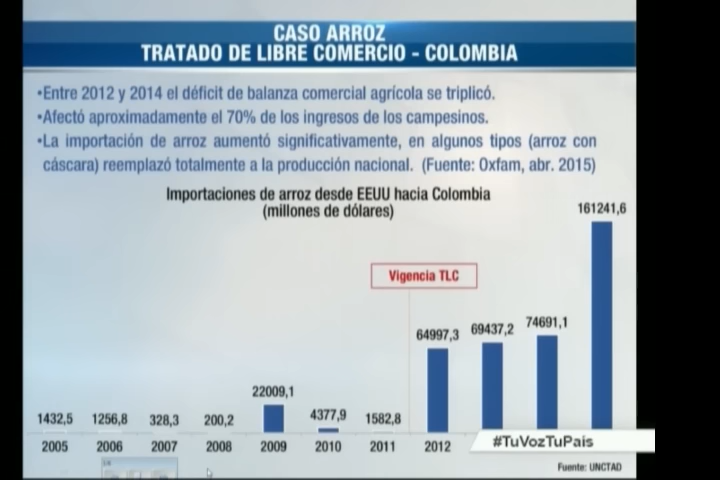 CASO ARROZ
TRATADO DE LIBRE COMERCIO - COLOMBIA
•Entre 2012 y 2014 el déficit de balanza comercial agrícola se triplicó.
•Afectó aproximadamente el 70% de los ingresos de los campesinos.
•La importación de arroz aumentó significativamente, en algunos tipos (arroz con
cáscara) reemplazó totalmente a la producción nacional. (Fuente: Oxfam, abr. 2015)
Importaciones de arroz desde EEUU hacia Colombia
(millones de dólares)
161241,6
Vigencia TLC
64997,3 69437,2 74691,1
22009,1
1432,5 1256,8 328,3 200,2 4377,9 1582,8
2005 2006 2007 2008 2009 2010 2011 2012
#TuVozTuPais
Fuente: UNCTAD